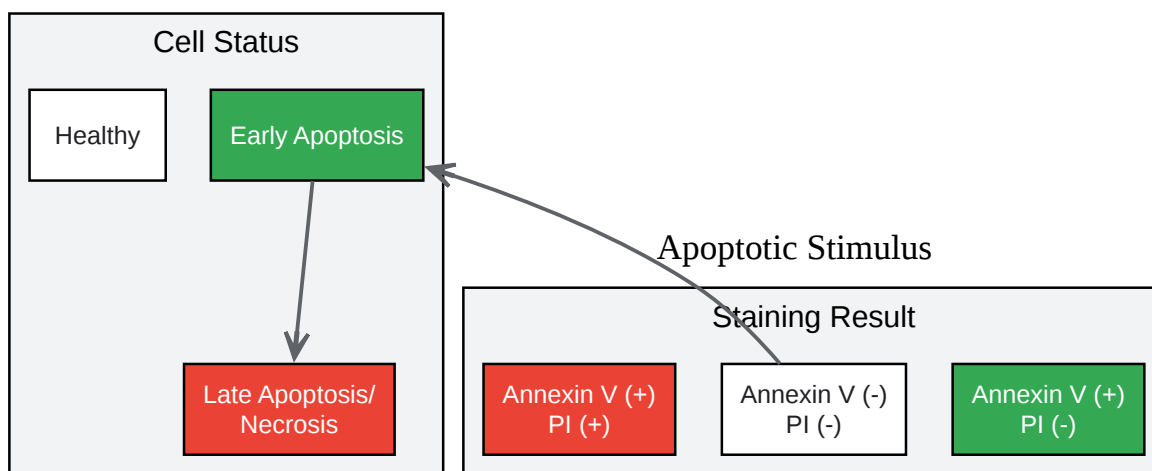 Cell Status
Healthy
Early Apoptosis
Apoptotic Stimulus
Staining Result
Late Apoptosis/
Necrosis
Annexin V (+)
PI (+)
Annexin V (-)
PI (-)
Annexin V (+)
PI (-)